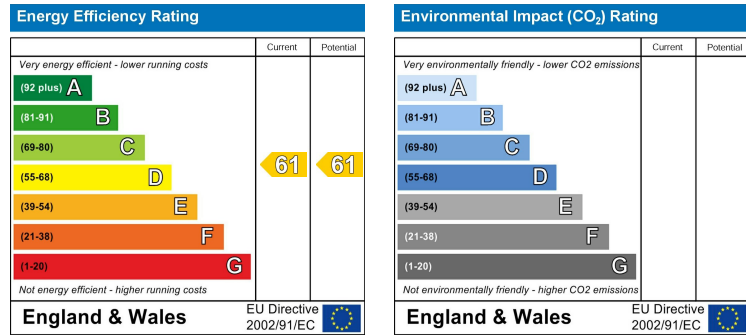 Energy Efficiency Rating
Current Potential
Very energy efficient - lower running costs
(92 plus) A
(81-91) B
(69-80) C
(55-68) D
61 61
(39-54) E
(21-38) F
(1-20) G
Not energy efficient - higher running costs
England & Wales
EU Directive
2002/91/EC
Environmental Impact (CO₂) Rating
Current Potential
Very environmentally friendly - lower CO2 emissions
(92 plus) A
(81-91) B
(69-80) C
(55-68) D
(39-54) E
(21-38) F
(1-20) G
Not environmentally friendly - higher CO2 emissions
England & Wales
EU Directive
2002/91/EC